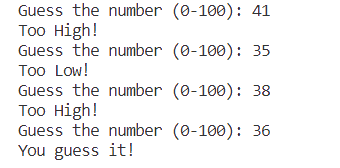 Guess the number (0-100): 41
Too High!
Guess the number (0-100): 35
Too Low!
Guess the number (0-100): 38
Too High!
Guess the number (0-100): 36
You guess it!